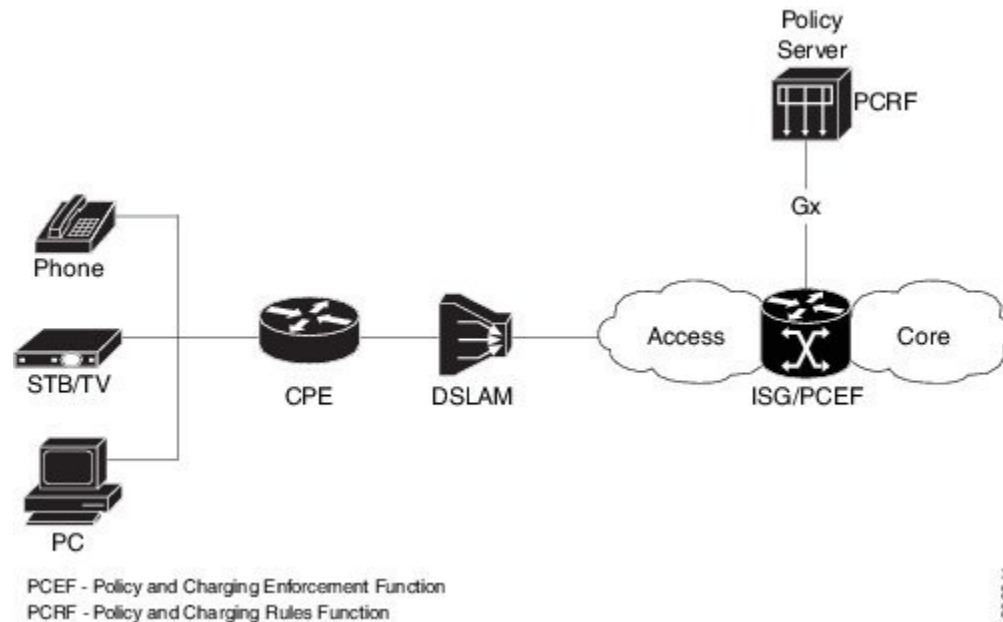 Policy
Server
PCRF
Gx
Phone
STB/TV
PC
CPE
DSLAM
Access
ISG/PCEF
Core
PCEF - Policy and Charging Enforcement Function
PCRF - Policy and Charging Rules Function